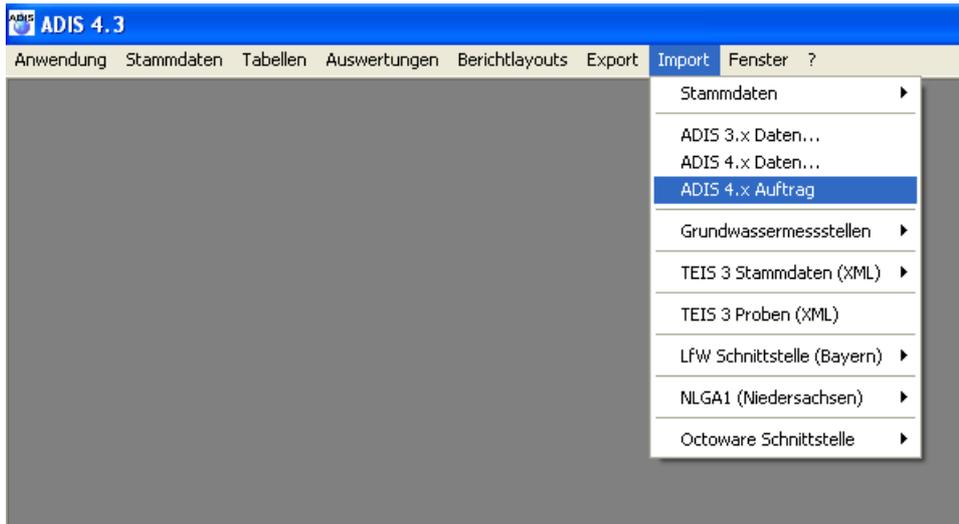 ADIS
ADIS 4.3
Anwendung Stammdaten Tabellen Auswertungen Berichtlayouts Export Import Fenster ?
Stammdaten
ADIS 3.x Daten...
ADIS 4.x Daten...
ADIS 4.x Auftrag
Grundwassermessstellen
TEIS 3 Stammdaten (XML)
TEIS 3 Proben (XML)
LfW Schnittstelle (Bayern)
NLGA1 (Niedersachsen)
Octoware Schnittstelle